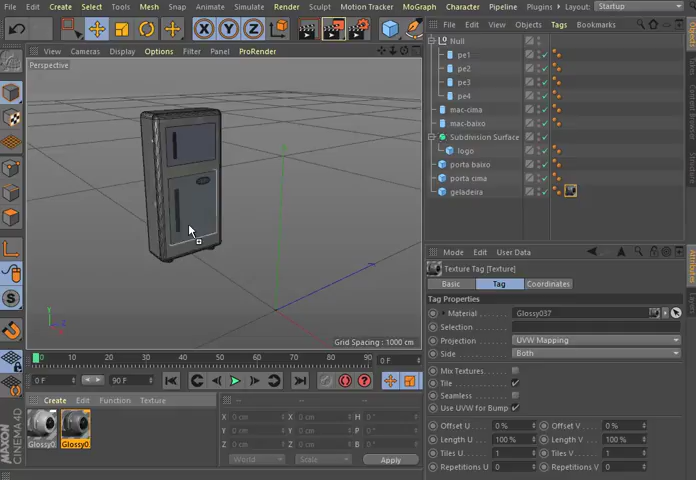 File Edit Create Select Tools Mesh Snap Animate Simulate Render Sculpt Motion Tracker MoGraph Character Pipeline Plugins Layout: Startup
View Cameras Display Options Filter Panel ProRender
Perspective
Grid Spacing : 1000 cm
Y
Z
0 10 20 30 40 50 60 70 80 90 0 F
0 F 90 F
Create Edit Function Texture
Glossy0
Glossy0
MAXON
CINEMA 4D
-- -- --
X 0 cm X 0 cm H 0°
Y 0 cm Y 0 cm P 0°
Z 0 cm Z 0 cm B 0°
World Scale Apply
File Edit View Objects Tags Bookmarks
Null
pe1
pe2
pe3
pe4
mac-cima
mac-baixo
Subdivision Surface
logo
porta baixo
porta cima
geladeira
Mode Edit User Data
Texture Tag [Texture]
Basic Tag Coordinates
Tag Properties
Material Glossy037
Selection
Projection UVW Mapping
Side Both
Mix Textures
Tile
Seamless
Use UVW for Bump
Offset U 0 % Offset V 0 %
Length U 100 % Length V 100 %
Tiles U 1 Tiles V 1
Repetitions U 0 Repetitions V 0
Objects
Attributes
Layers